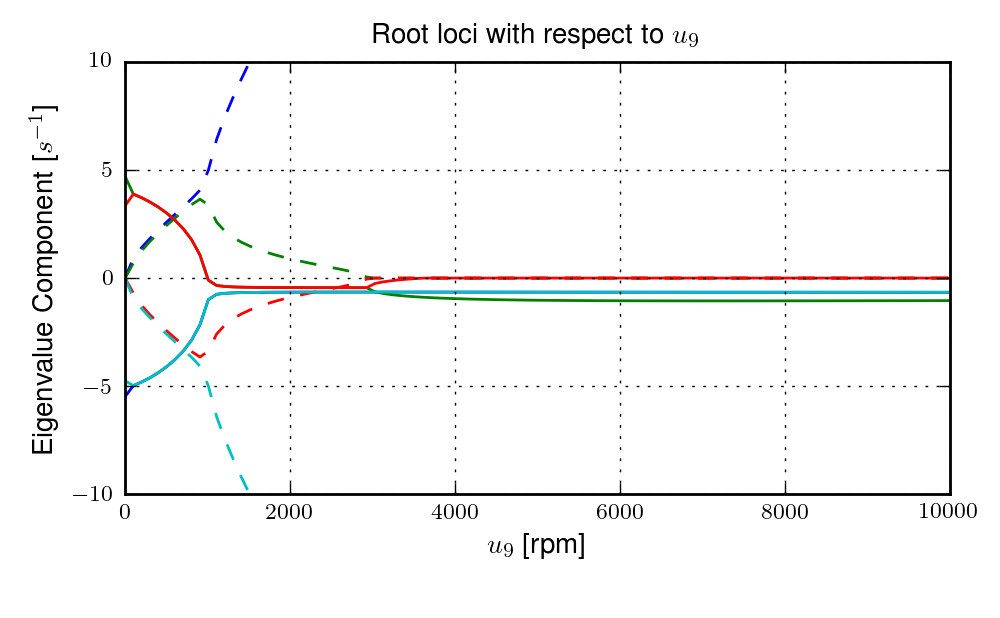 Root loci with respect to u₉
Eigenvalue Component [s⁻¹]
10
5
0
−5
−10
0 2000 4000 6000 8000 10000
u₉ [rpm]